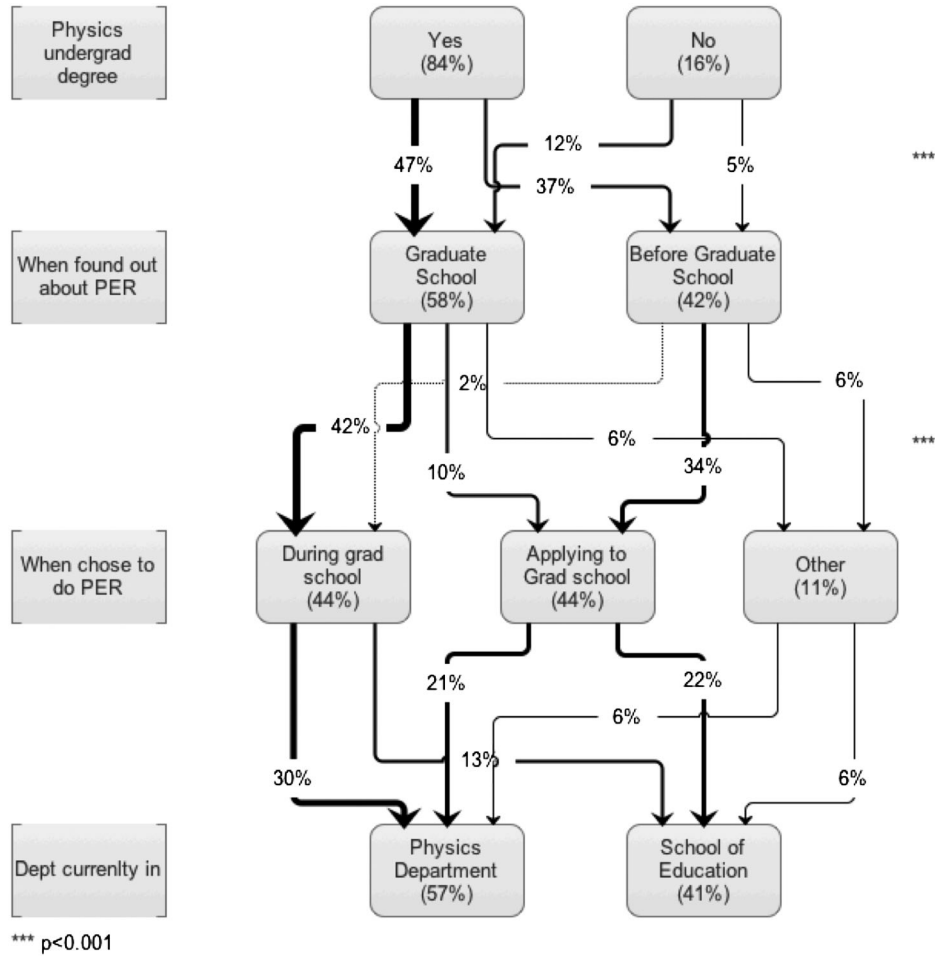 Physics
undergrad
degree
Yes
(84%)
No
(16%)
12%
47%
5%
***
37%
When found out
about PER
Graduate
School
(58%)
Before Graduate
School
(42%)
2%
6%
42%
6%
***
10%
34%
When chose to
do PER
During grad
school
(44%)
Applying to
Grad school
(44%)
Other
(11%)
21%
22%
6%
13%
30%
6%
Dept currenlty in
Physics
Department
(57%)
School of
Education
(41%)
*** p<0.001